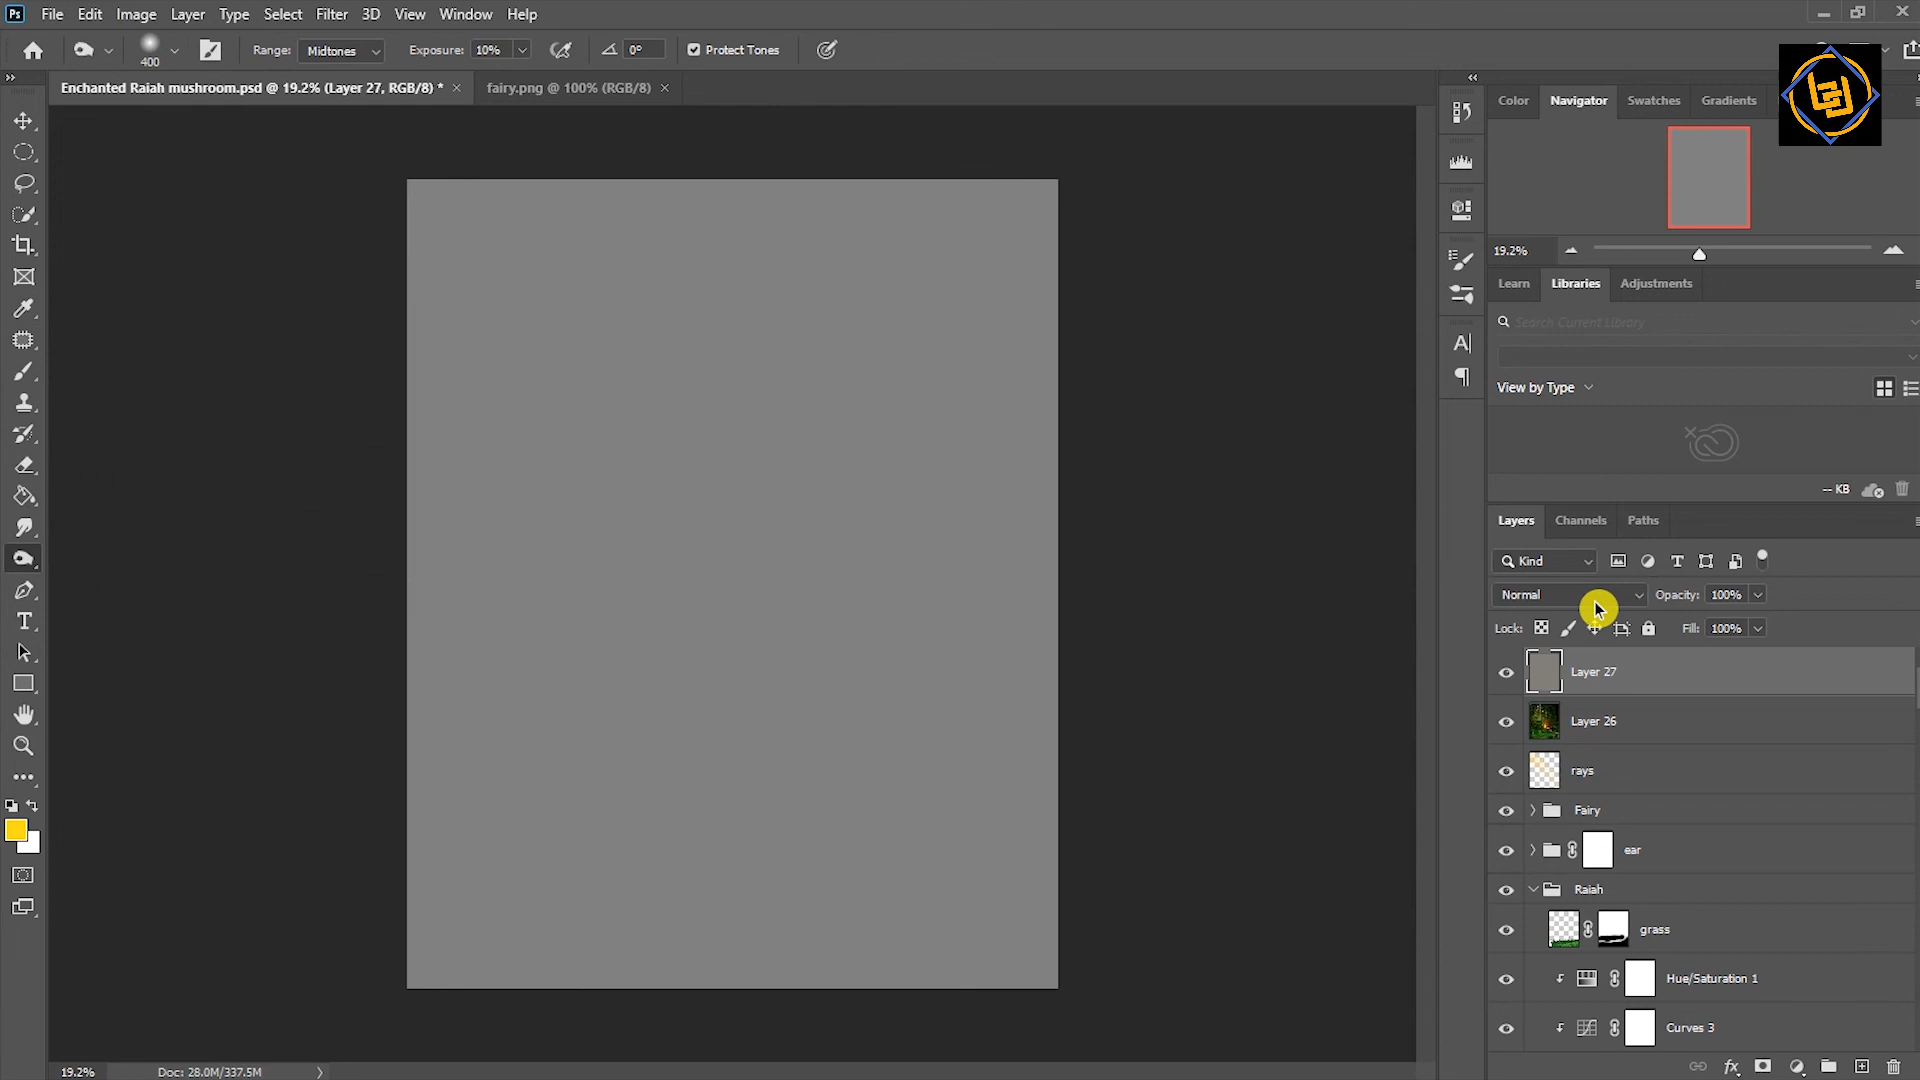 Ps File Edit Image Layer Type Select Filter 3D View Window Help
400 Range: Midtones Exposure: 10% 0° Protect Tones
Enchanted Raiah mushroom.psd @ 19.2% (Layer 27, RGB/8) * fairy.png @ 100% (RGB/8)
Color Navigator Swatches Gradients
19.2%
Learn Libraries Adjustments
Search Current Library
View by Type
-- KB
Layers Channels Paths
Kind
Normal Opacity: 100%
Lock: Fill: 100%
Layer 27
Layer 26
rays
Fairy
ear
Raiah
grass
Hue/Saturation 1
Curves 3
19.2% Doc: 28.0M/337.5M